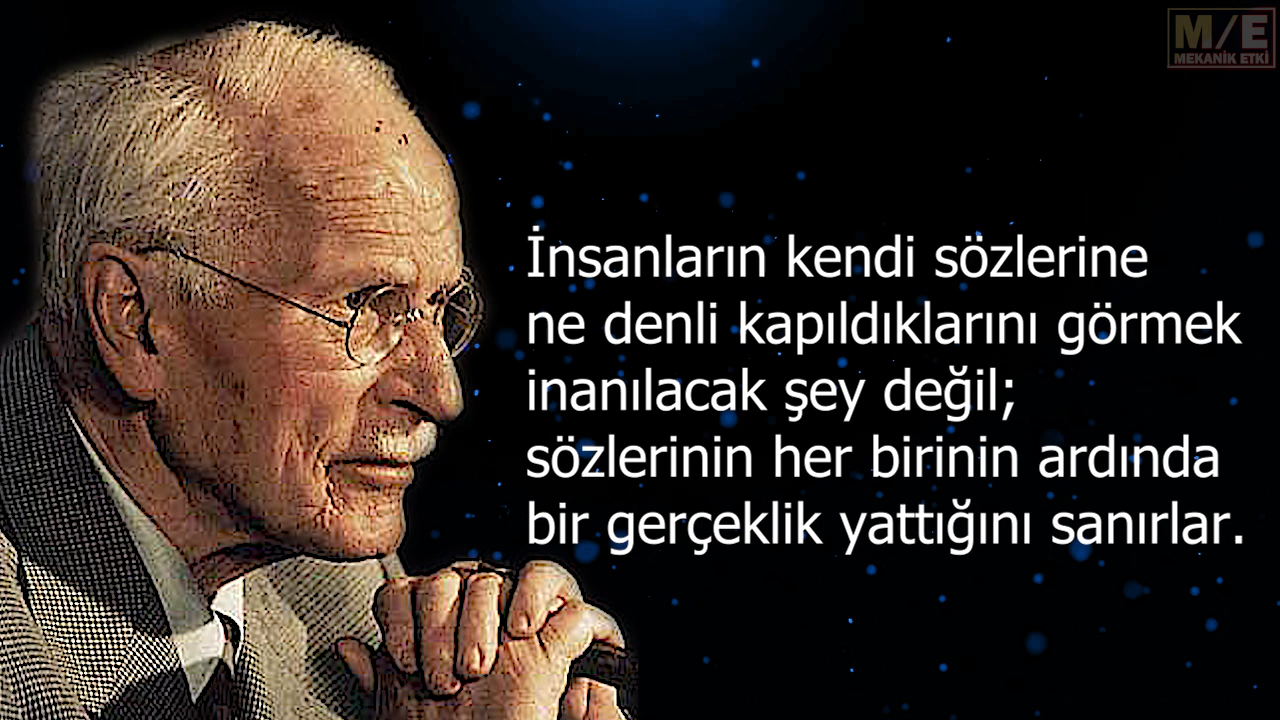 M/E
MEKANİK ETKİ
İnsanların kendi sözlerine
ne denli kapıldıklarını görmek
inanılacak şey değil;
sözlerinin her birinin ardında
bir gerçeklik yattığını sanırlar.